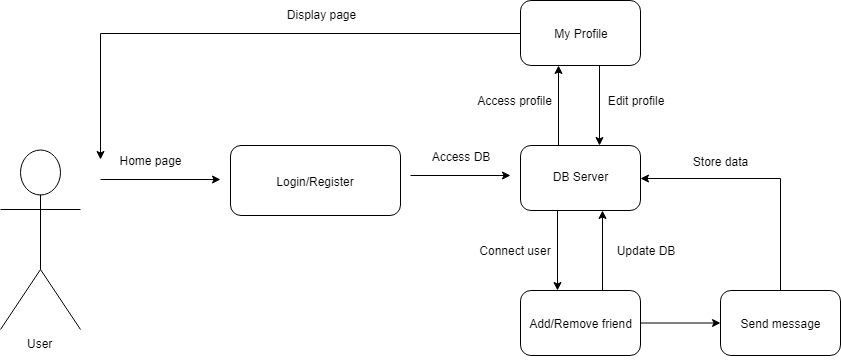 Display page
My Profile
Access profile
Edit profile
Home page
Login/Register
Access DB
DB Server
Store data
Connect user
Update DB
Add/Remove friend
Send message
User